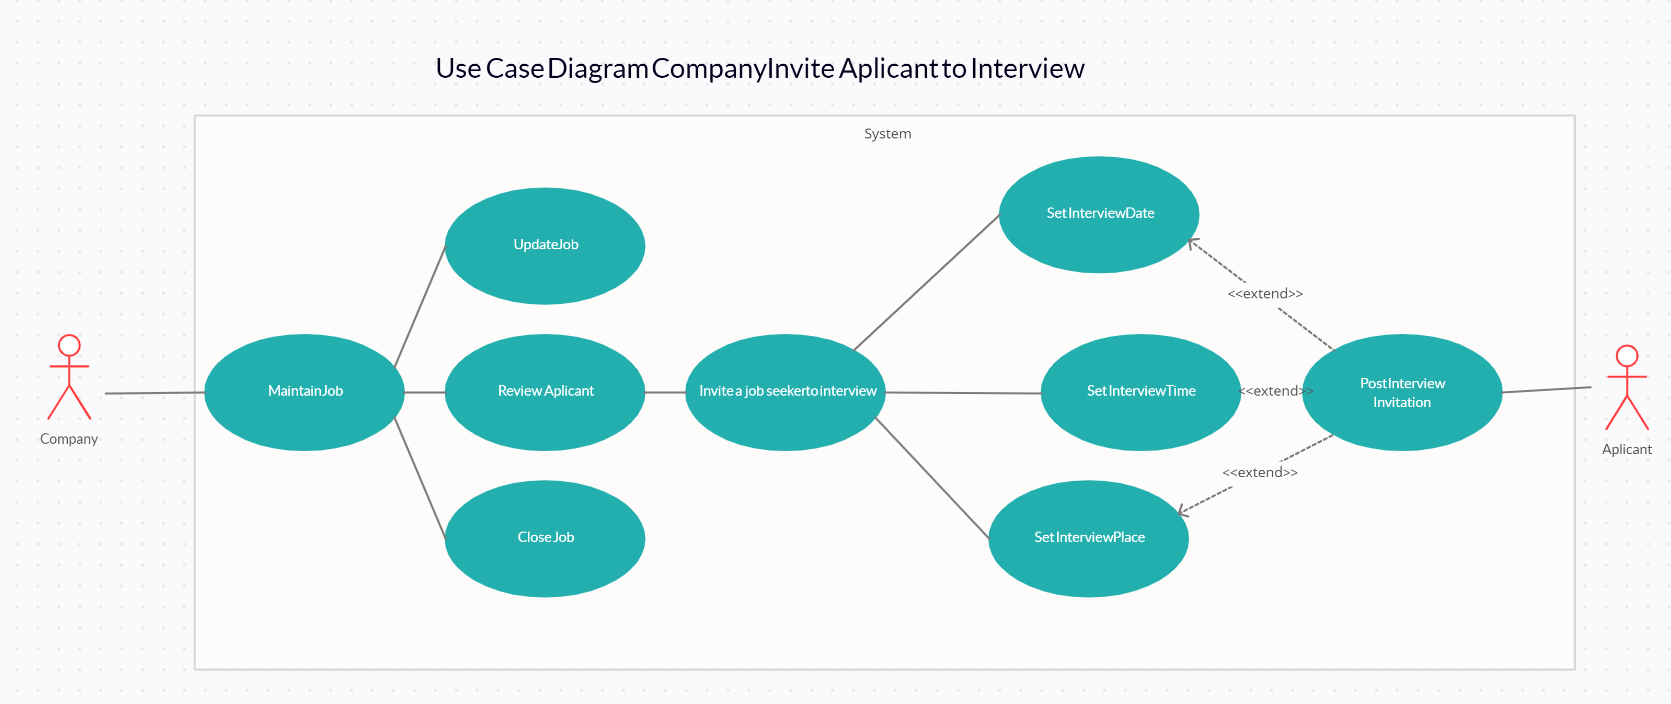 Use Case Diagram Company Invite Aplicant to Interview
System
Set Interview Date
Update Job
<<extend>>
Maintain Job
Review Aplicant
Invite a job seeker to interview
Set Interview Time
<<extend>>
Post Interview
Invitation
Company
Aplicant
<<extend>>
Close Job
Set Interview Place